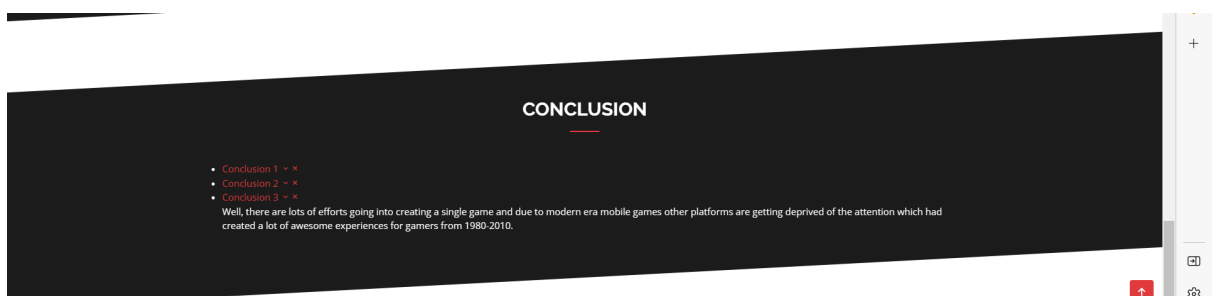 CONCLUSION
Conclusion 1
Conclusion 2
Conclusion 3
Well, there are lots of efforts going into creating a single game and due to modern era mobile games other platforms are getting deprived of the attention which had
created a lot of awesome experiences for gamers from 1980-2010.